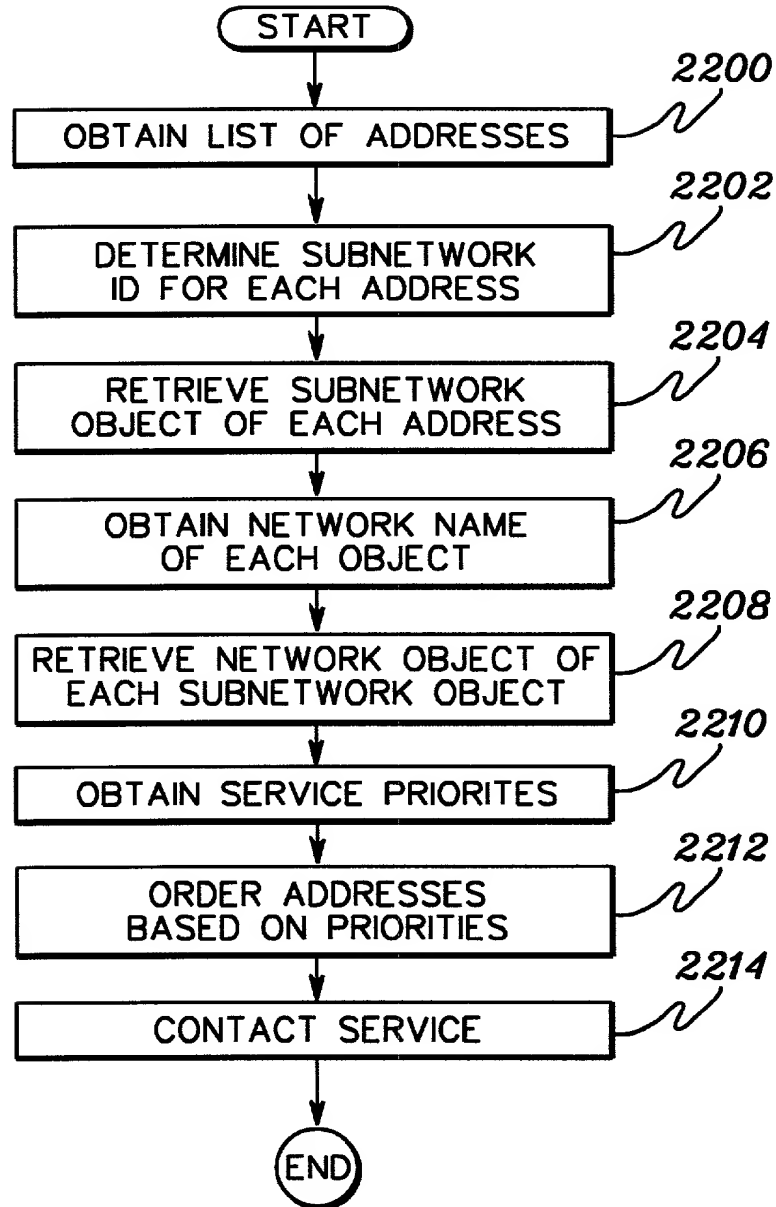 START
2200
OBTAIN LIST OF ADDRESSES
2202
DETERMINE SUBNETWORK
ID FOR EACH ADDRESS
2204
RETRIEVE SUBNETWORK
OBJECT OF EACH ADDRESS
2206
OBTAIN NETWORK NAME
OF EACH OBJECT
2208
RETRIEVE NETWORK OBJECT OF
EACH SUBNETWORK OBJECT
2210
OBTAIN SERVICE PRIORITES
2212
ORDER ADDRESSES
BASED ON PRIORITIES
2214
CONTACT SERVICE
END